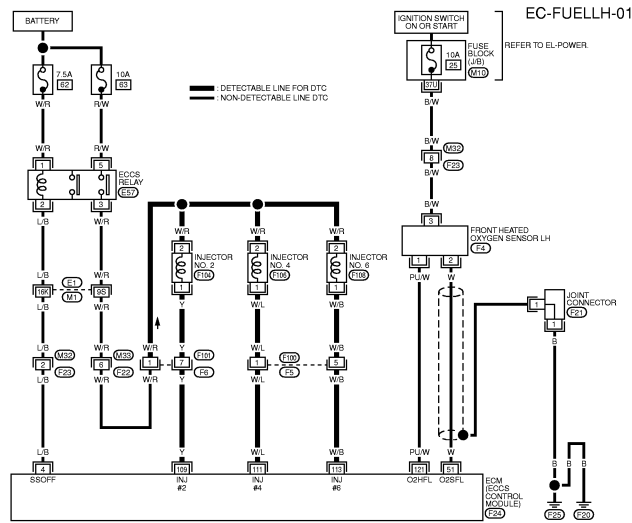 EC-FUELLH-01
BATTERY
IGNITION SWITCH
ON OR START
REFER TO EL-POWER.
7.5A
62
10A
63
10A
25
FUSE
BLOCK
(J/B)
M10
37U
: DETECTABLE LINE FOR DTC
: NON-DETECTABLE LINE DTC
W/R R/W
B/W
W/R R/W
B/W
8
M32
F23
B/W
1 5
ECCS
RELAY
E57
2 3
B/W
3
L/B W/R
W/R W/R W/R
FRONT HEATED
OXYGEN SENSOR LH
F4
2 2 2
INJECTOR
NO. 2
F104
INJECTOR
NO. 4
F106
INJECTOR
NO. 6
F108
1 1 1
1 2
L/B W/R
PU/W W
16K
E1
M1
9S
Y W/L W/B
L/B W/R
1
JOINT
CONNECTOR
F21
1
B
L/B W/R W/R Y W/L W/B
2
M32
F23
6
M33
F22
1 7
F101
F6
1
F100
F5
5
L/B W/R W/R Y W/L W/B
L/B Y W/L W/B PU/W W
B B B
4 109 111 113 121 51
SSOFF
INJ
#2
INJ
#4
INJ
#6
O2HFL O2SFL
ECM
(ECCS
CONTROL
MODULE)
F24
F25 F20